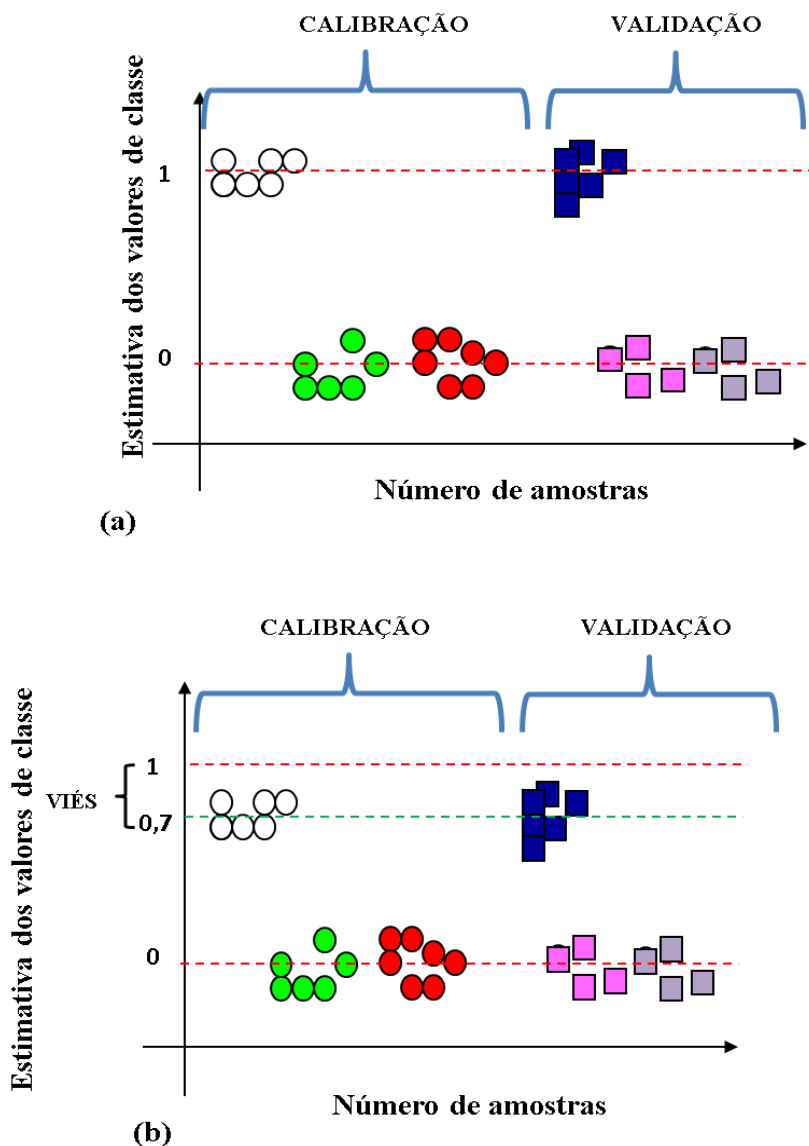 CALIBRAÇÃO
VALIDAÇÃO
Estimativa dos valores de classe
1
0
Número de amostras
(a)
CALIBRAÇÃO
VALIDAÇÃO
Estimativa dos valores de classe
1
VIÉS
0,7
0
Número de amostras
(b)